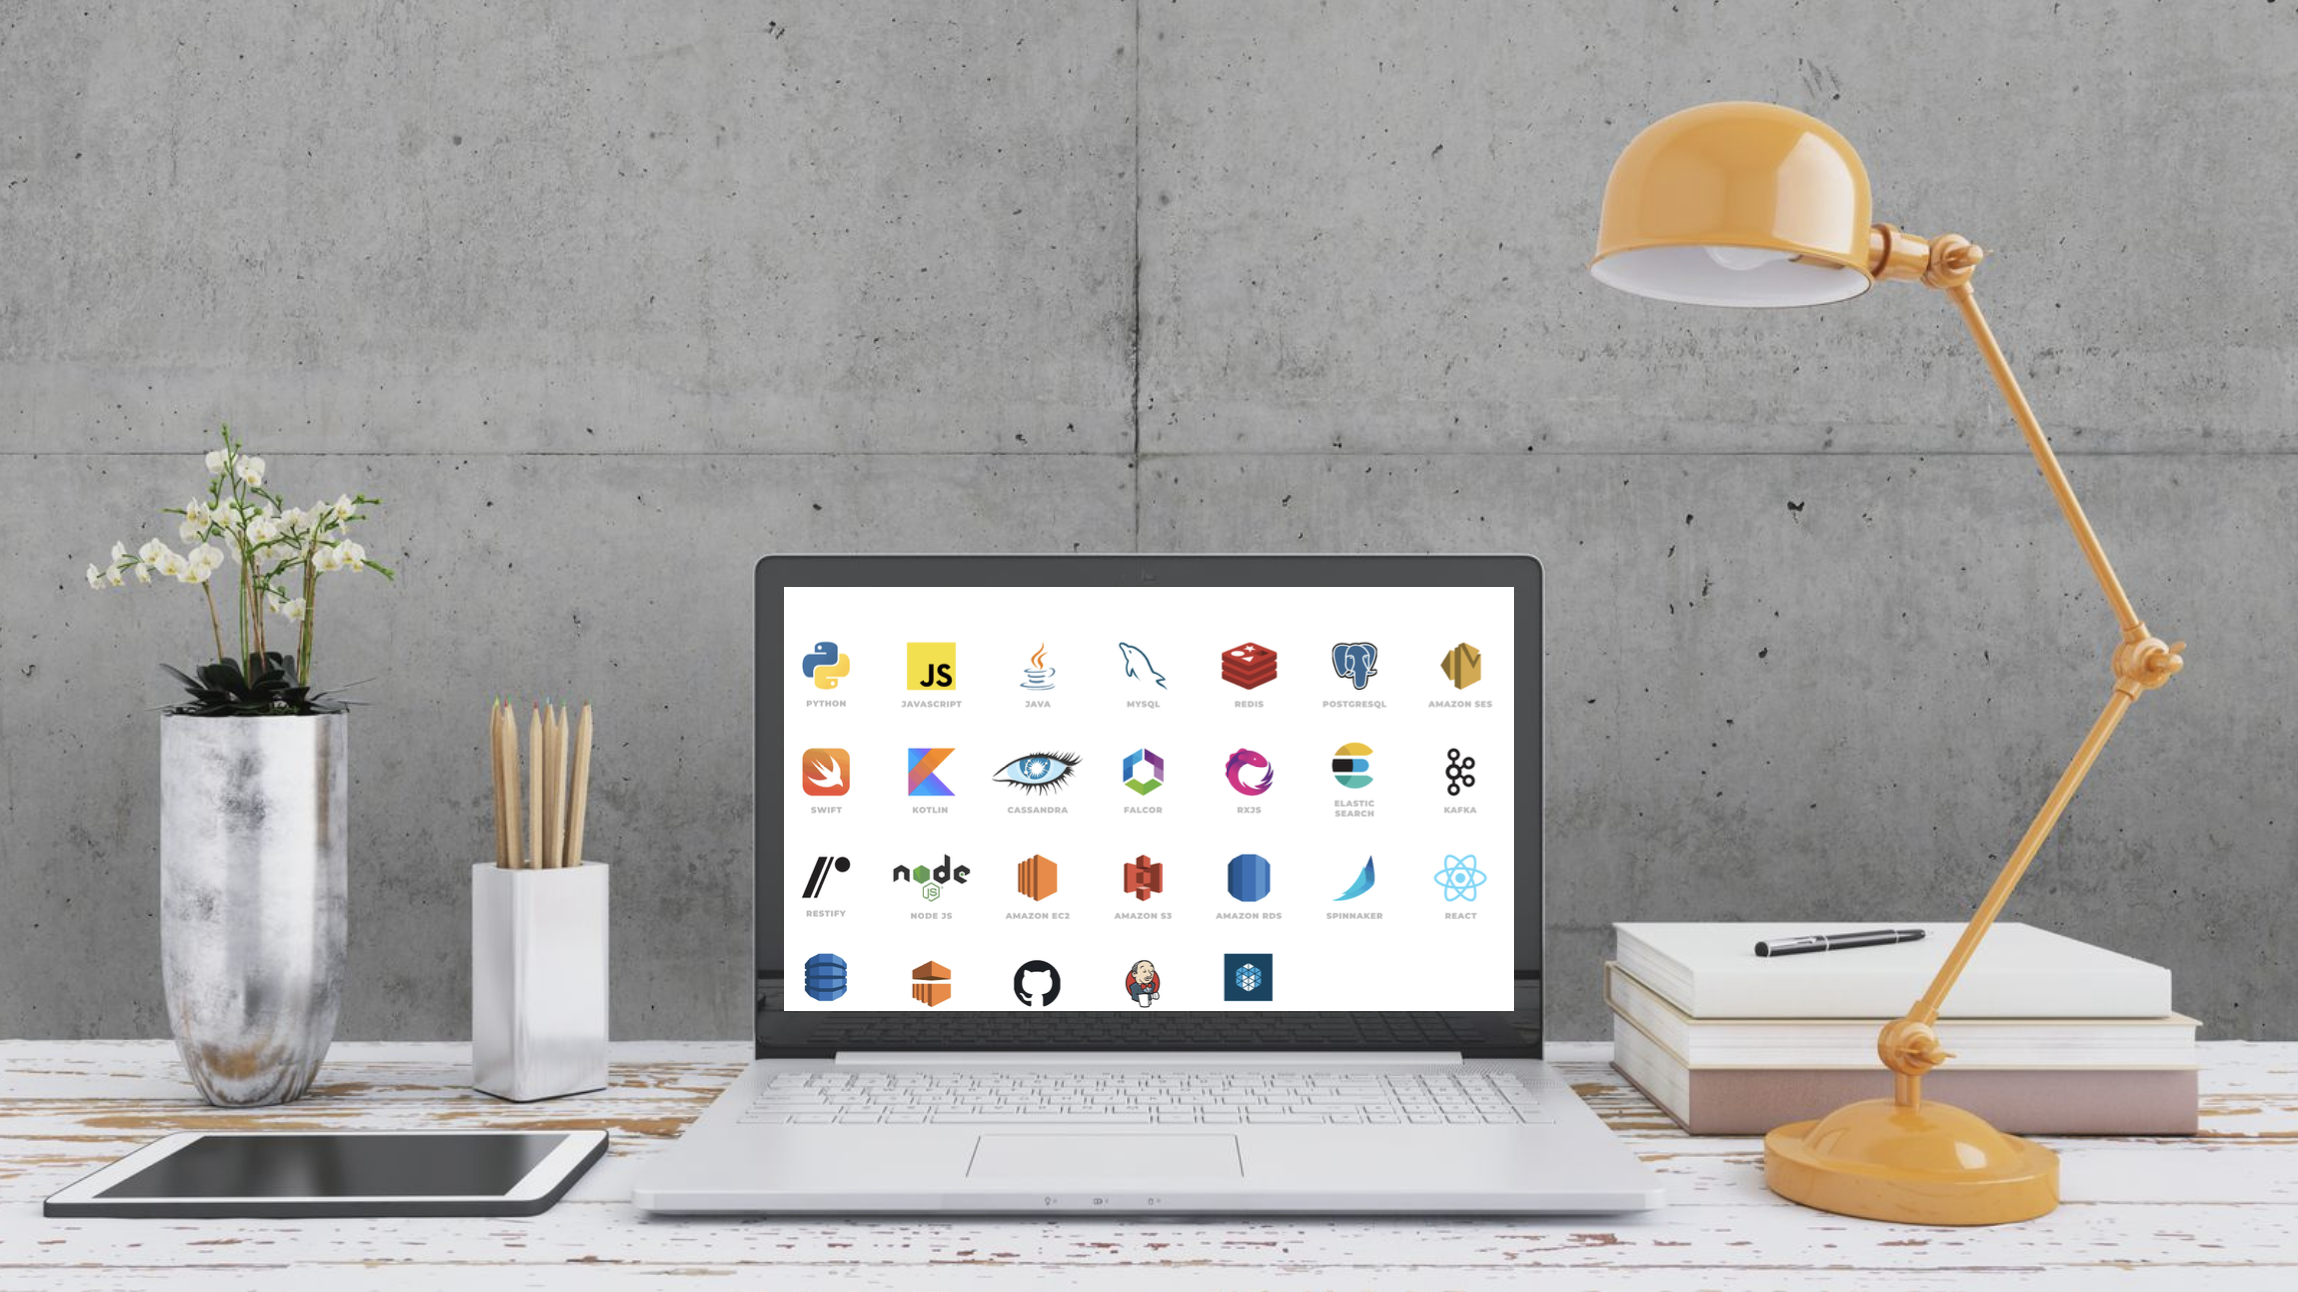 JS
PYTHON
JAVASCRIPT
JAVA
MYSQL
REDIS
POSTGRESQL
AMAZON SES
SWIFT
KOTLIN
CASSANDRA
FALCOR
RXJS
ELASTIC
SEARCH
KAFKA
node
JS
RESTIFY
NODE JS
AMAZON EC2
AMAZON S3
AMAZON RDS
SPINNAKER
REACT